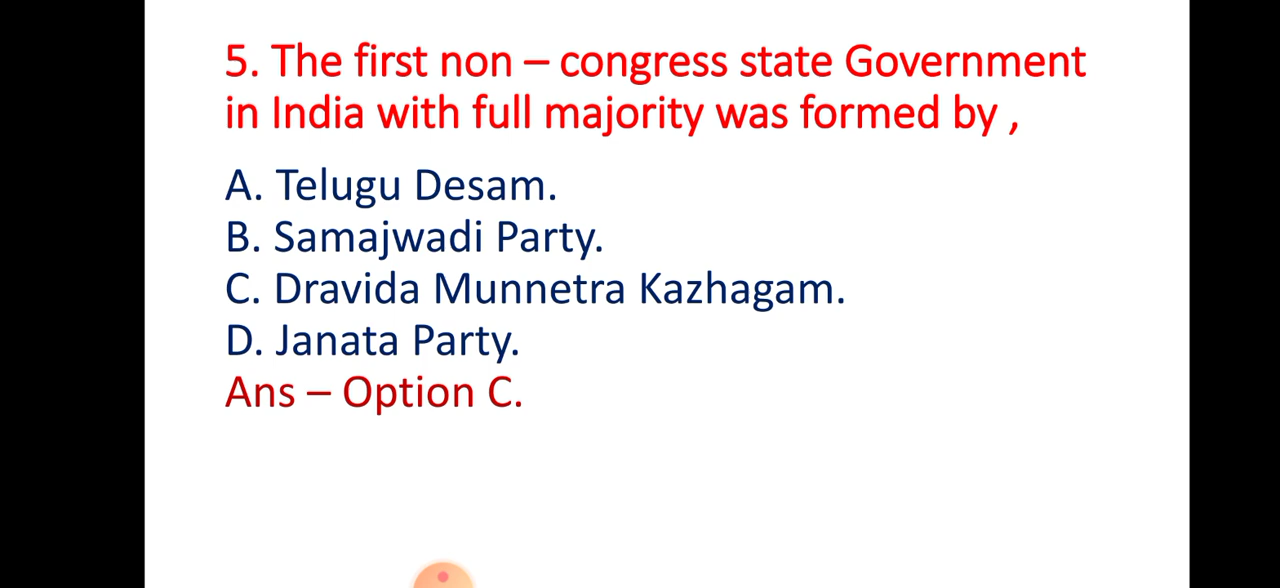 5. The first non – congress state Government
in India with full majority was formed by ,
A. Telugu Desam.
B. Samajwadi Party.
C. Dravida Munnetra Kazhagam.
D. Janata Party.
Ans – Option C.